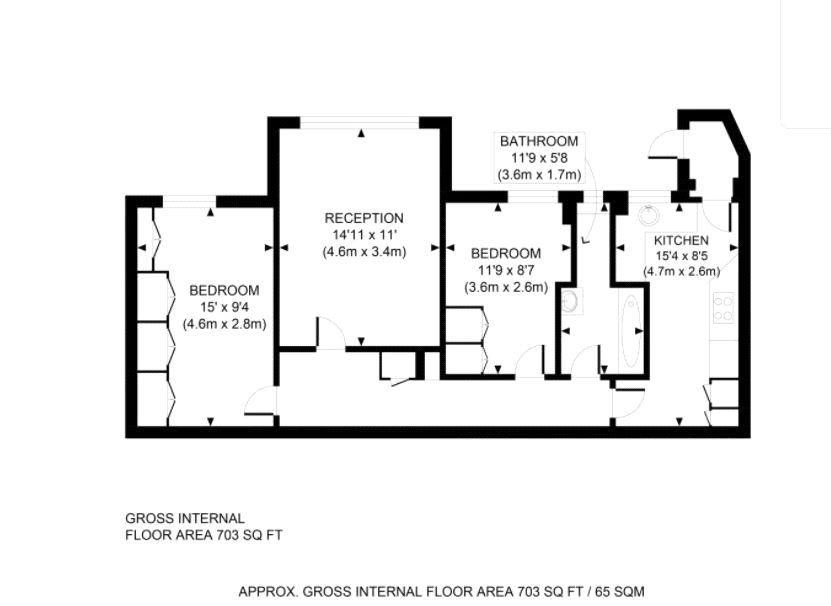 BATHROOM
11'9 x 5'8
(3.6m x 1.7m)
RECEPTION
14'11 x 11'
(4.6m x 3.4m)
KITCHEN
15'4 x 8'5
(4.7m x 2.6m)
BEDROOM
11'9 x 8'7
(3.6m x 2.6m)
BEDROOM
15' x 9'4
(4.6m x 2.8m)
GROSS INTERNAL
FLOOR AREA 703 SQ FT
APPROX. GROSS INTERNAL FLOOR AREA 703 SQ FT / 65 SQM